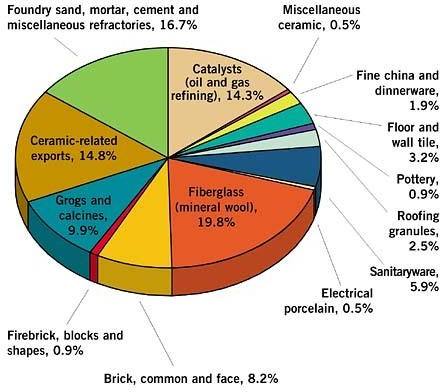 Foundry sand, mortar, cement and
miscellaneous refractories, 16.7%
Miscellaneous
ceramic, 0.5%
Catalysts
(oil and gas
refining), 14.3%
Fine china and
dinnerware,
1.9%
Floor and
wall tile,
3.2%
Pottery,
0.9%
Roofing
granules,
2.5%
Sanitaryware,
5.9%
Electrical
porcelain, 0.5%
Fiberglass
(mineral wool),
19.8%
Brick, common and face, 8.2%
Firebrick, blocks and
shapes, 0.9%
Grogs and
calcines,
9.9%
Ceramic-related
exports, 14.8%